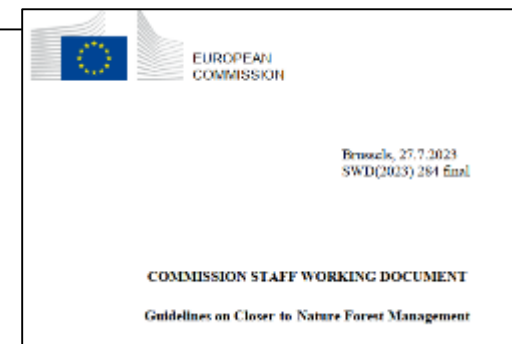 EUROPEAN
COMMISSION
Brussels, 27.7.2023
SWD(2023) 284 final
COMMISSION STAFF WORKING DOCUMENT
Guidelines on Closer to Nature Forest Management